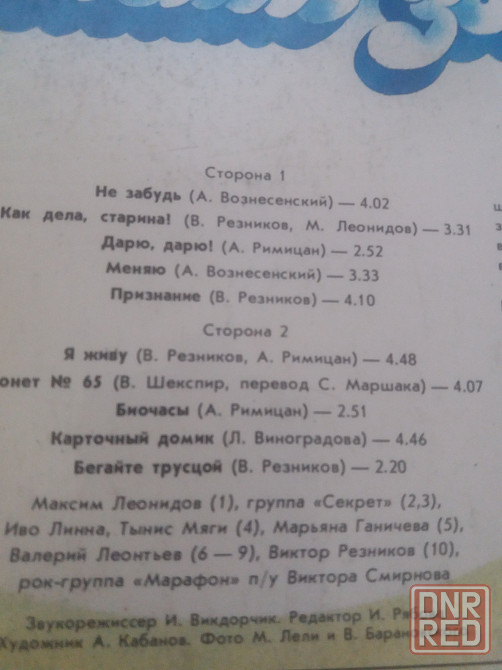 Сторона 1
Не забудь (А. Вознесенский) — 4.02
Как дела, старина! (В. Резников, М. Леонидов) — 3.31
Дарю, дарю! (А. Римицан) — 2.52
Меняю (А. Вознесенский) — 3.33
Признание (В. Резников) — 4.10
Сторона 2
Я живу (В. Резников, А. Римицан) — 4.48
онет № 65 (В. Шекспир, перевод С. Маршака) — 4.07
Биочасы (А. Римицан) — 2.51
Карточный домик (Л. Виноградова) — 4.46
Бегайте трусцой (В. Резников) — 2.20
Максим Леонидов (1), группа «Секрет» (2,3),
Иво Линна, Тынис Мяги (4), Марьяна Ганичева (5),
Валерий Леонтьев (6 — 9), Виктор Резников (10),
рок-группа «Марафон» п/у Виктора Смирнова
Звукорежиссер И. Викдорчик. Редактор И.
Художник А. Кабанов. Фото М. Лели и В.
DNR
RED